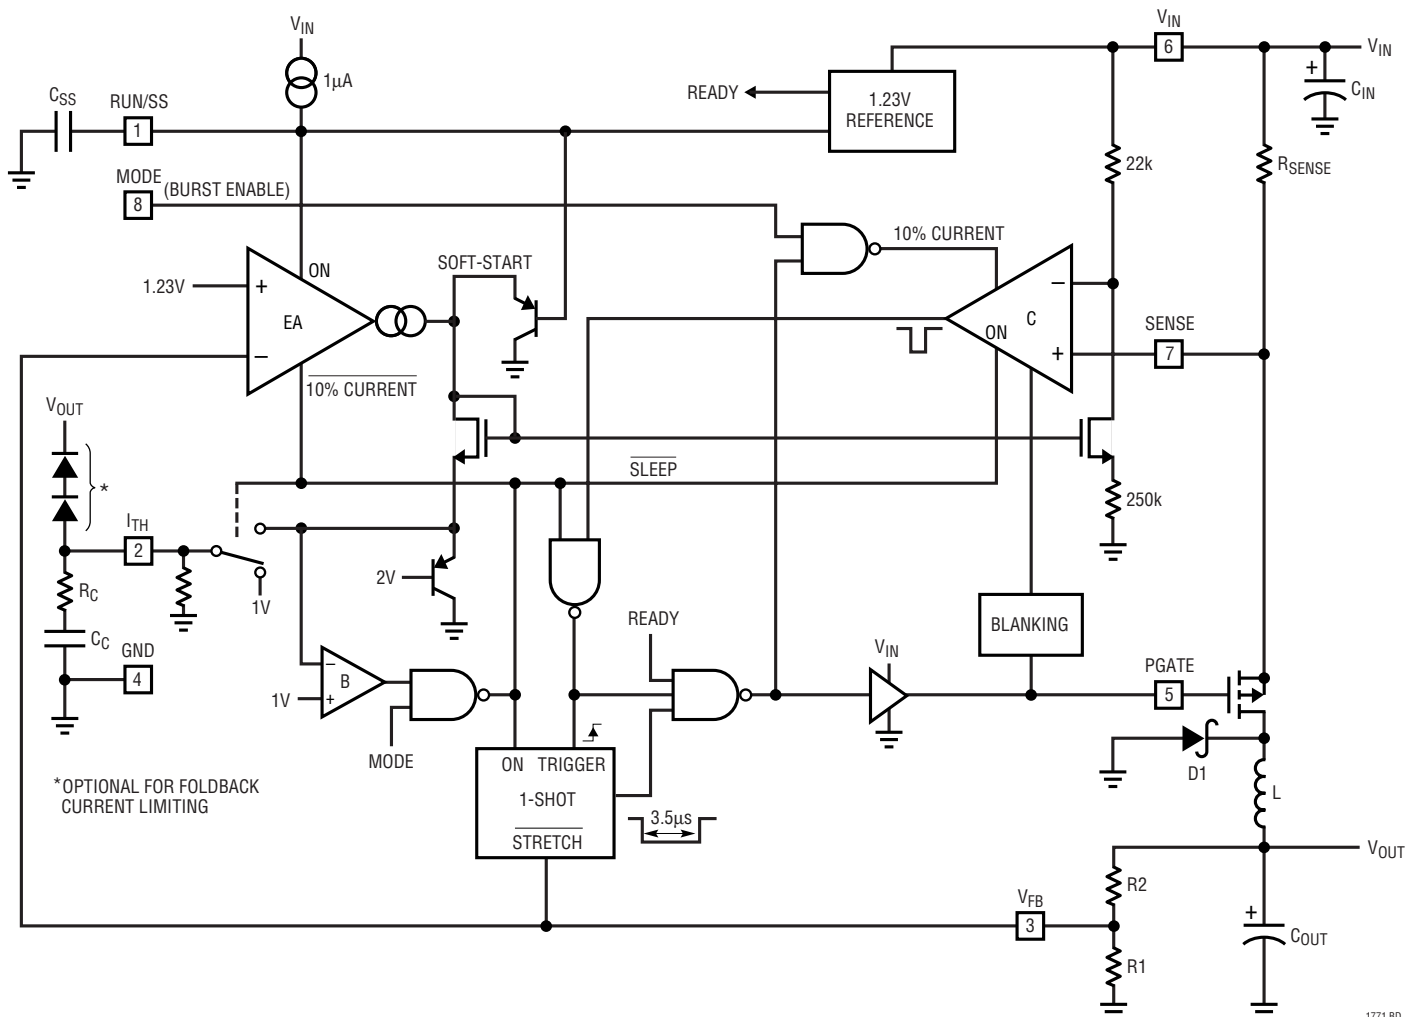 VIN
VIN
6
VIN
1μA
CSS
RUN/SS
1
READY
1.23V
REFERENCE
+
CIN
22k
RSENSE
MODE
(BURST ENABLE)
8
10% CURRENT
SOFT-START
ON
1.23V
+
EA
–
–
C
ON
+
SENSE
7
10% CURRENT
VOUT
*
SLEEP
250k
ITH
2
RC
1V
2V
CC
GND
4
READY
BLANKING
VIN
PGATE
5
–
B
1V
+
MODE
ON TRIGGER
1-SHOT
STRETCH
3.5μs
D1
L
*OPTIONAL FOR FOLDBACK
CURRENT LIMITING
VOUT
R2
VFB
3
+
COUT
R1
1771 BD